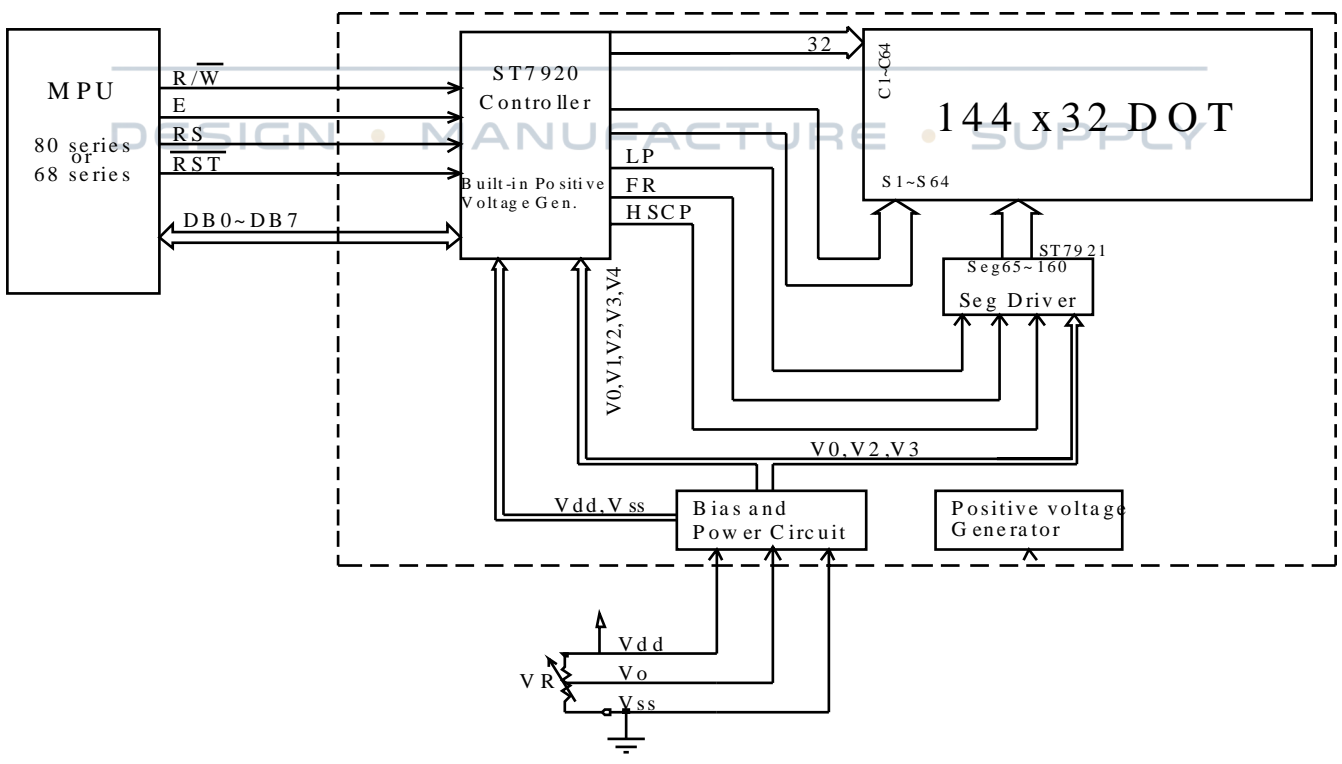 MPU
80 series
or
68 series
R/W
E
RS
RST
DB0~DB7
ST7920
Controller
Built-in Positive
Voltage Gen.
32
LP
FR
HSCP
C1~C64
144 x32 DOT
S1~S64
DESIGN • MANUFACTURE • SUPPLY
ST7921
Seg65~160
Seg Driver
V0,V1,V2,V3,V4
V0,V2,V3
Vdd,Vss
Bias and
Power Circuit
Positive voltage
Generator
Vdd
VR
Vo
Vss